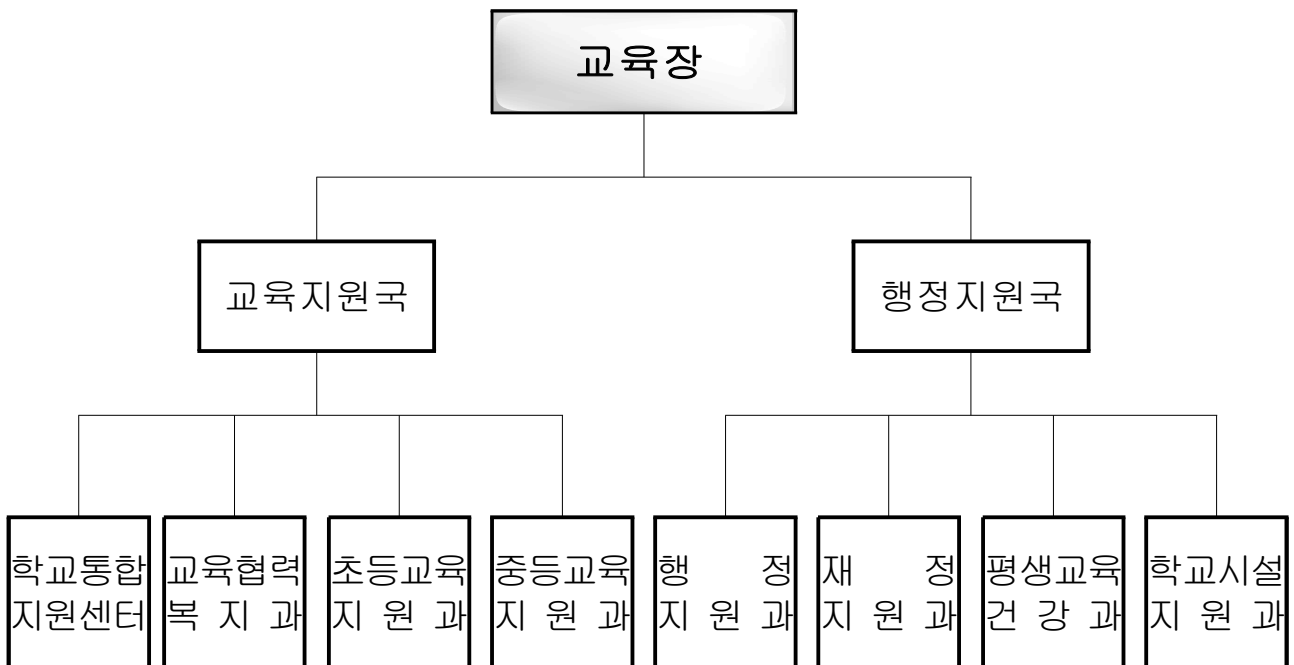 교육장
교육지원국
행정지원국
학교통합
지원센터
교육협력
복 지 과
초등교육
지 원 과
중등교육
지 원 과
행 정
지 원 과
재 정
지 원 과
평생교육
건 강 과
학교시설
지 원 과